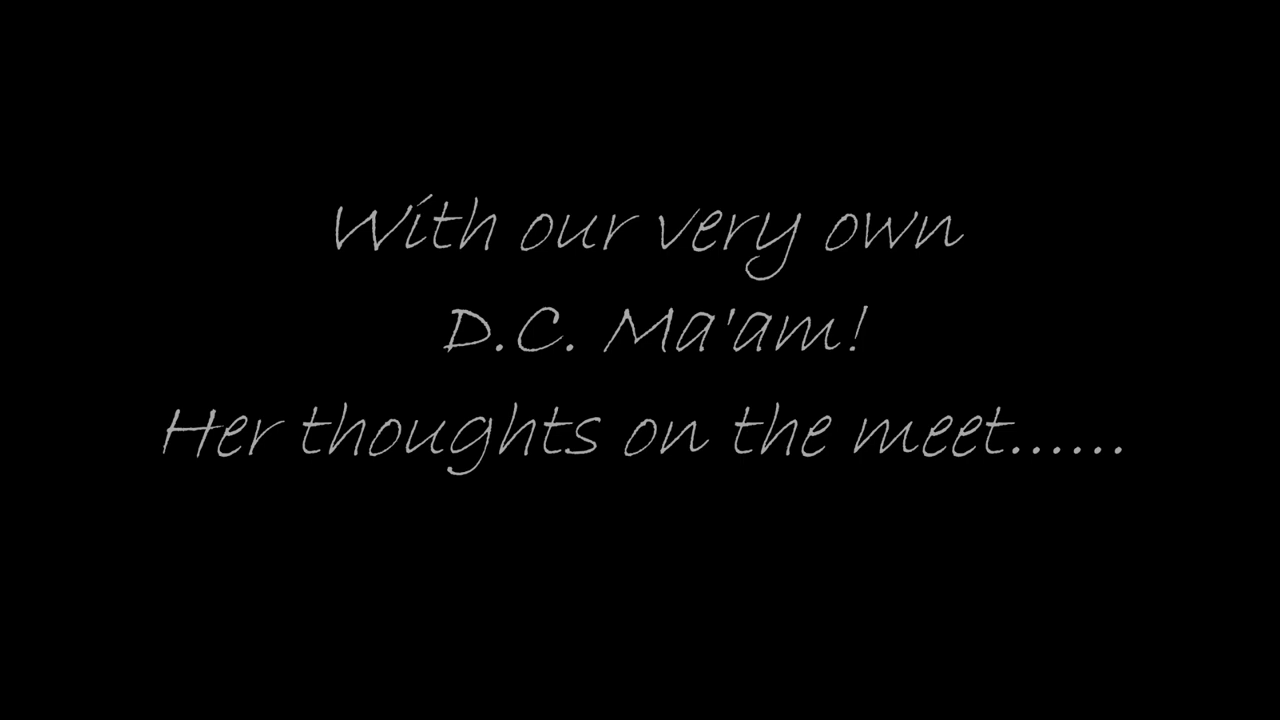 With our very own
D.C. Ma'am!
Her thoughts on the meet......